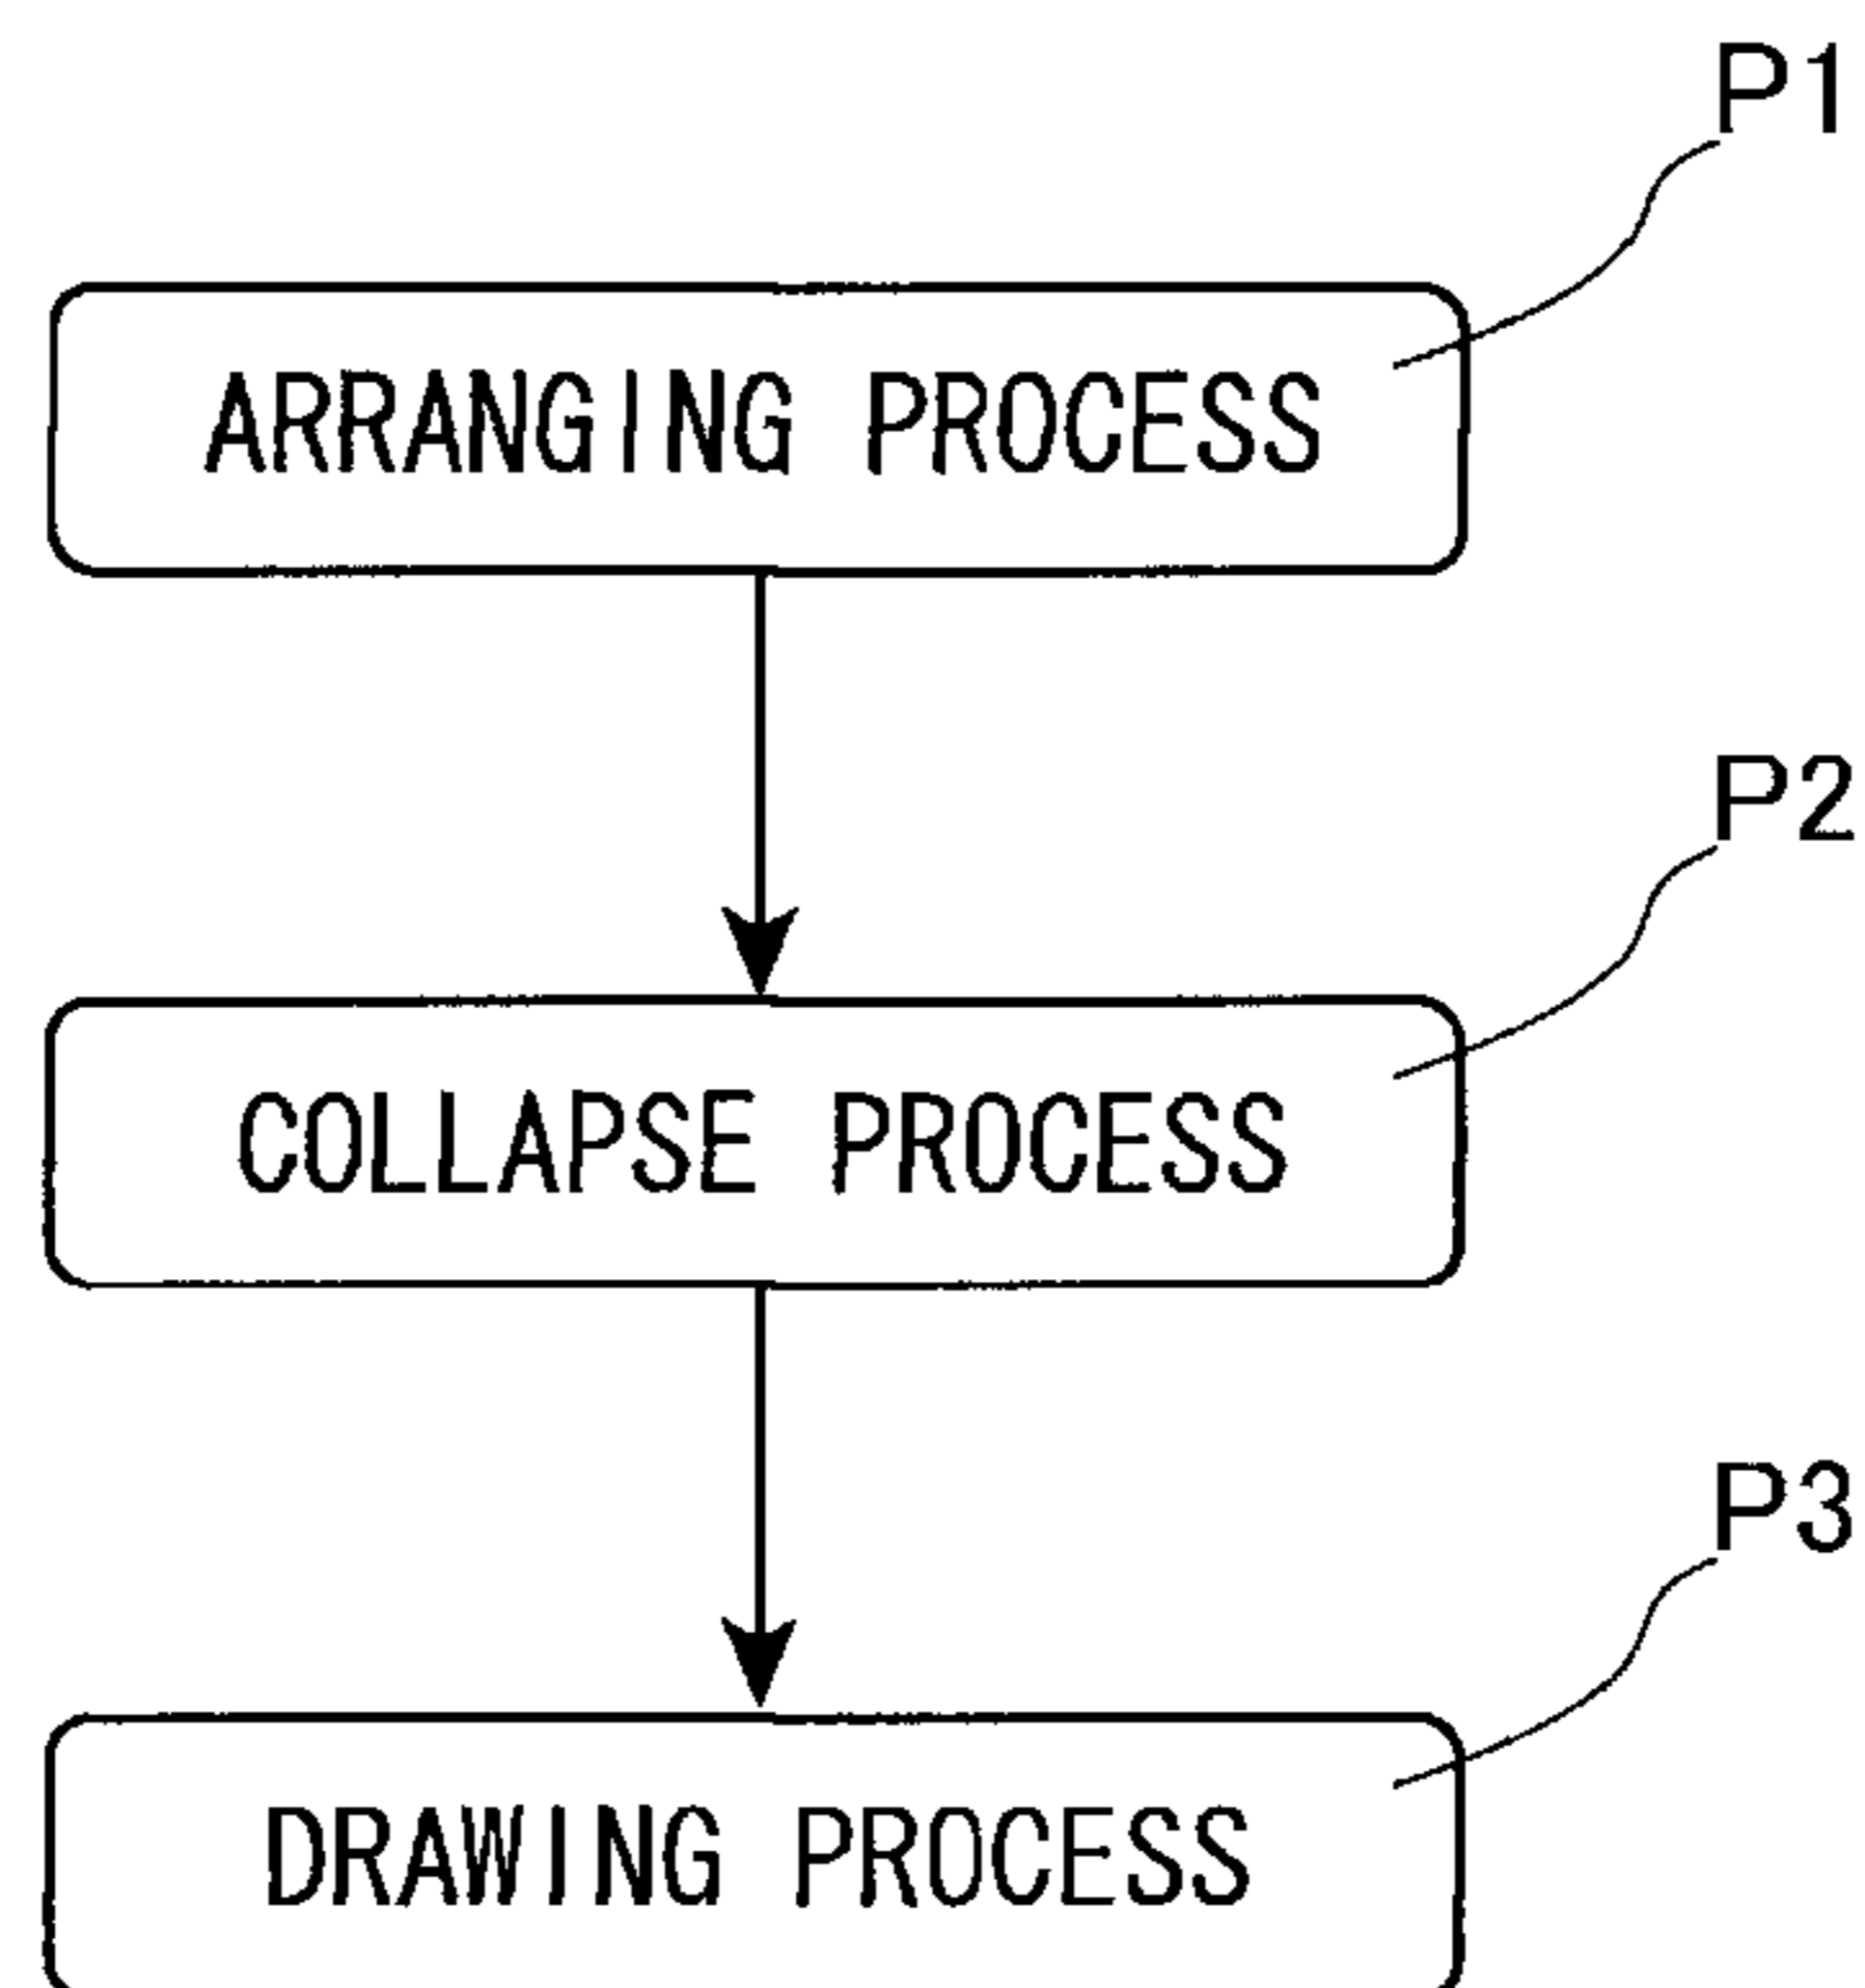 P1
ARRANGING PROCESS
P2
COLLAPSE PROCESS
P3
DRAWING PROCESS